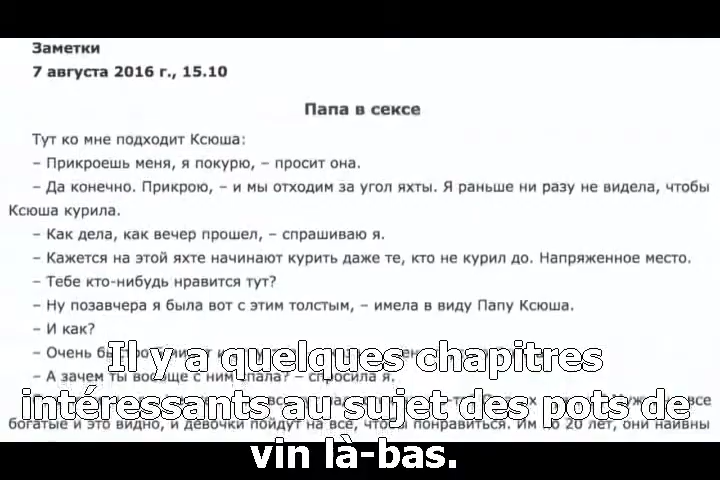 Заметки
7 августа 2016 г., 15.10
Папа в сексе
Тут ко мне подходит Ксюша:
– Прикроешь меня, я покурю, – просит она.
– Да конечно. Прикрою, – и мы отходим за угол яхты. Я раньше ни разу не видела, чтобы
Ксюша курила.
– Как дела, как вечер прошел, – спрашиваю я.
– Кажется на этой яхте начинают курить даже те, кто не курил до. Напряженное место.
– Тебе кто-нибудь нравится тут?
– Ну позавчера я была вот с этим толстым, – имела в виду Папу Ксюша.
– И как?
– Очень
– А зачем ты вообще с ним спала? – спросила я.
все
богатые и это видно, и девочки пойдут на все, чтобы понравиться. Им по 20 лет, они наивны
Il y a quelques chapitres
intéressants au sujet des pots de
vin là-bas.